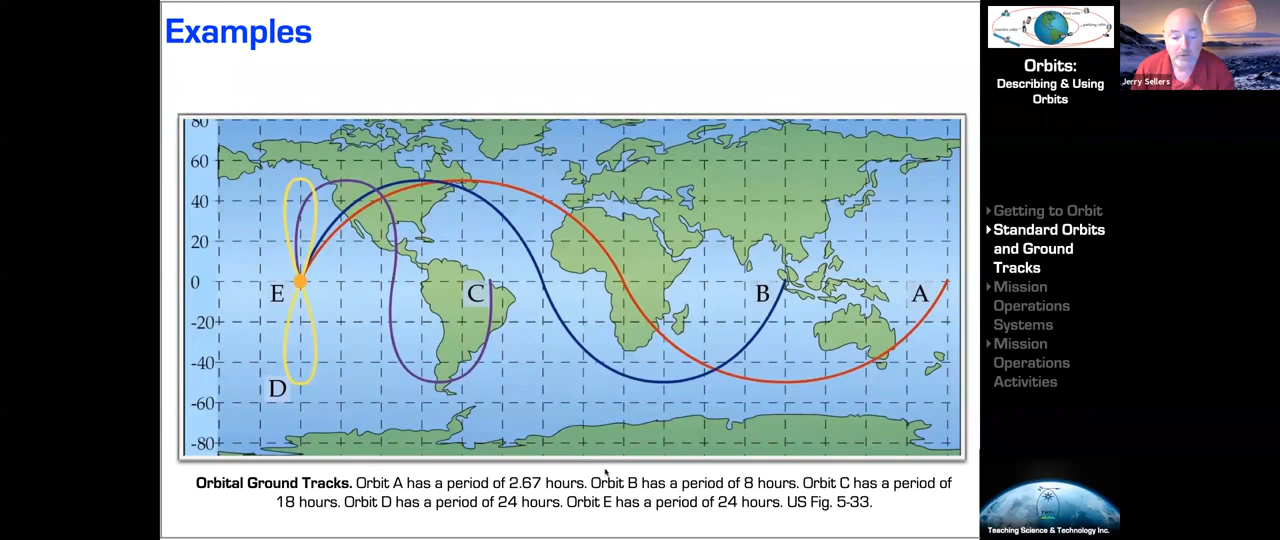 Examples
80
60
40
20
0
-20
-40
-60
-80
E
D
C
B
A
Orbital Ground Tracks. Orbit A has a period of 2.67 hours. Orbit B has a period of 8 hours. Orbit C has a period of
18 hours. Orbit D has a period of 24 hours. Orbit E has a period of 24 hours. US Fig. 5-33.
Orbits:
Describing & Using
Orbits
Jerry Sellers
Getting to Orbit
Standard Orbits
and Ground
Tracks
Mission
Operations
Systems
Mission
Operations
Activities
Teaching Science & Technology Inc.